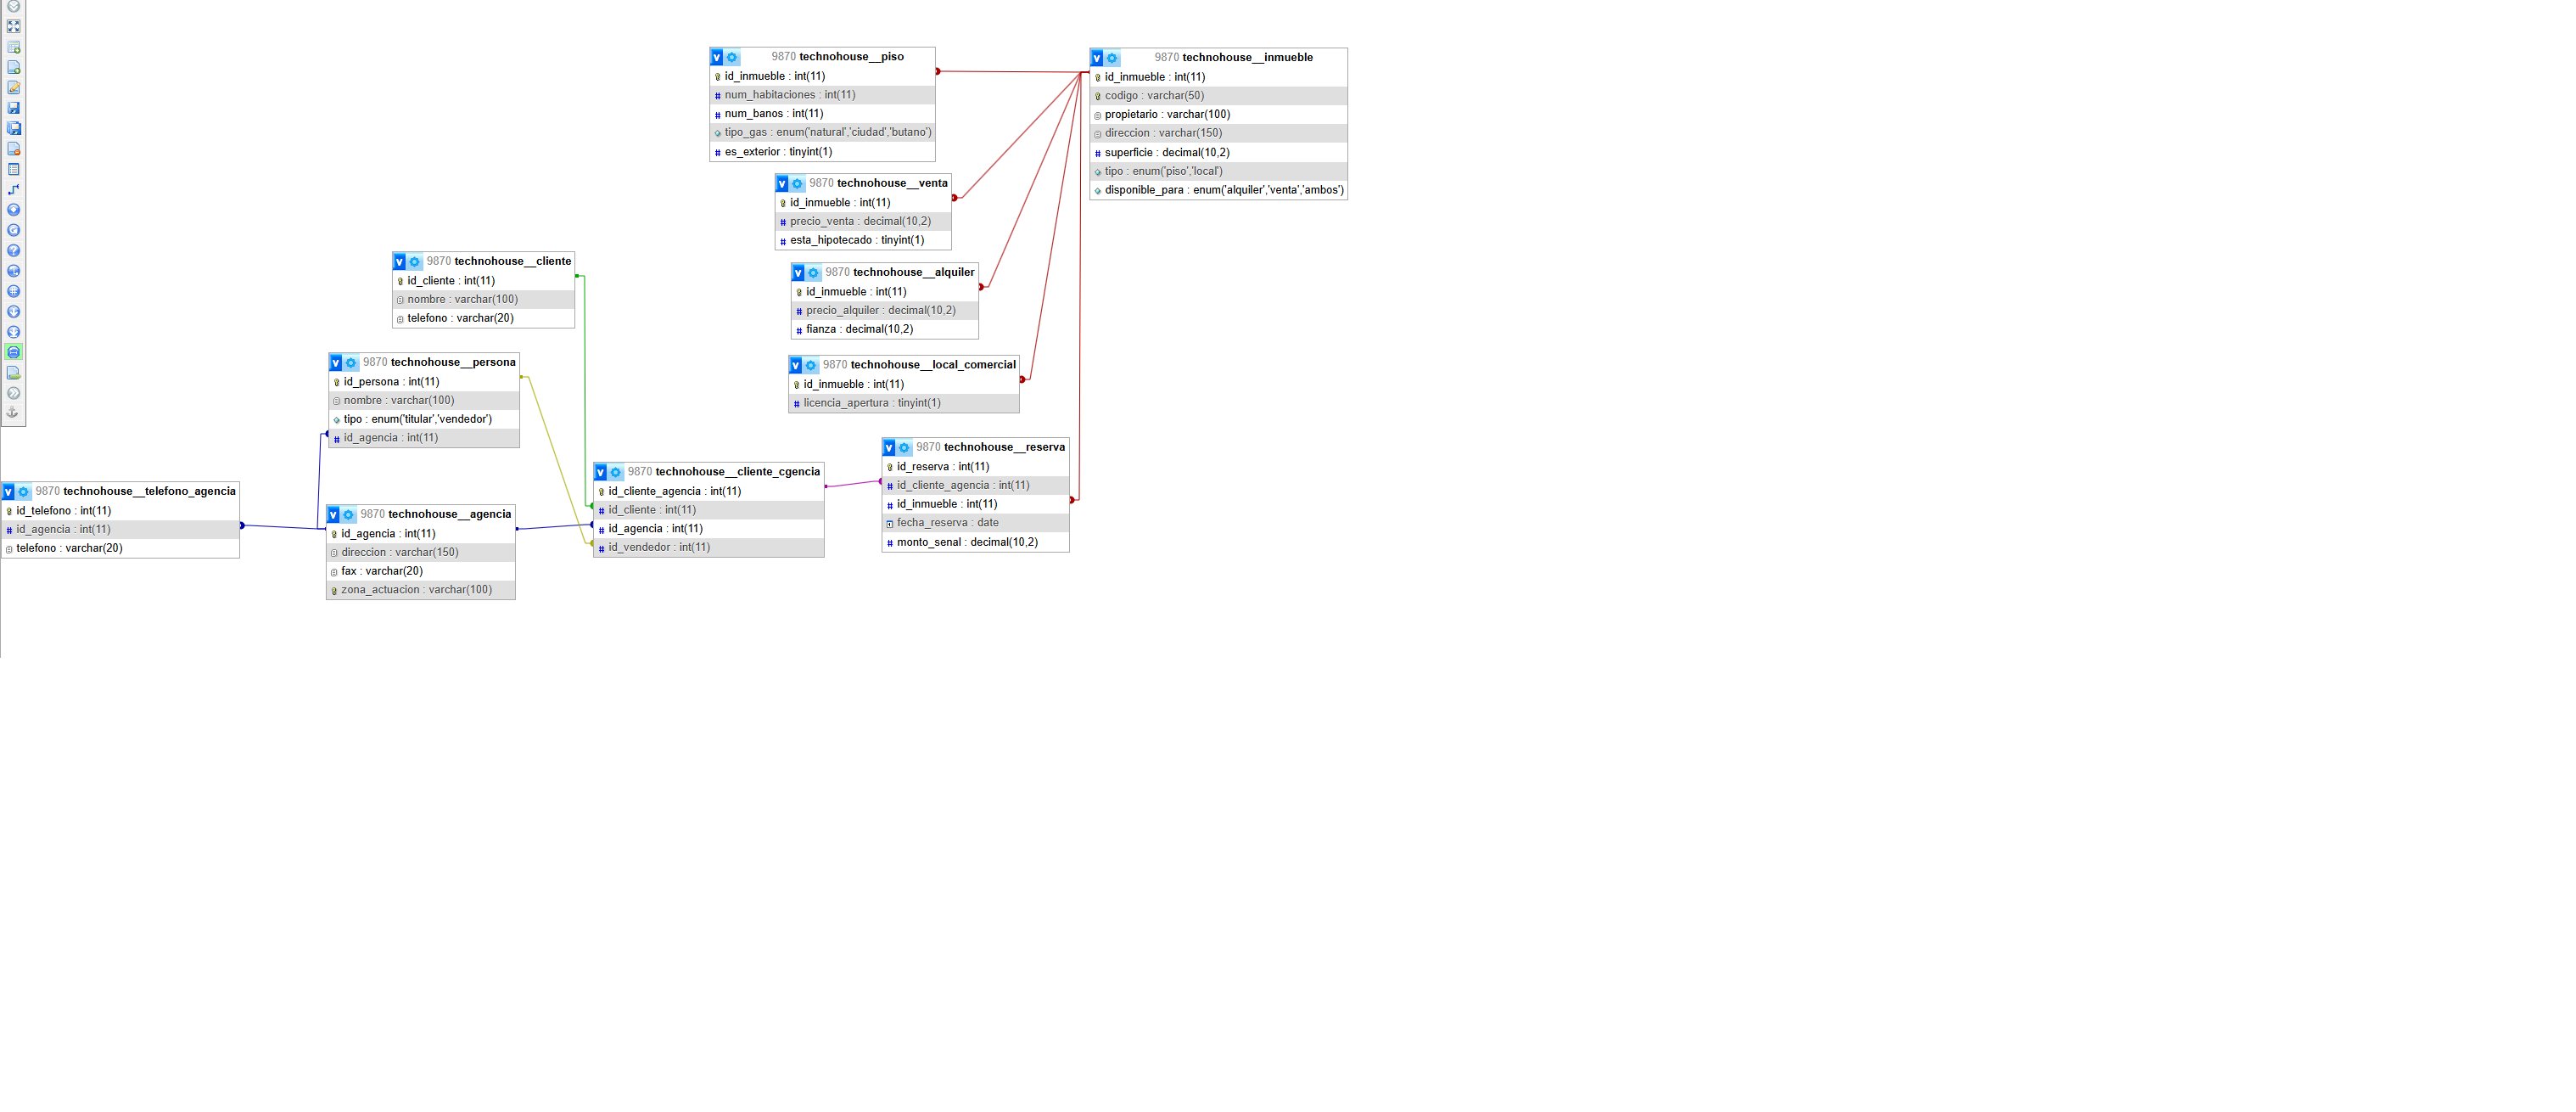 9870 technohouse__piso
id_inmueble : int(11)
num_habitaciones : int(11)
num_banos : int(11)
tipo_gas : enum('natural','ciudad','butano')
es_exterior : tinyint(1)
9870 technohouse__inmueble
id_inmueble : int(11)
codigo : varchar(50)
propietario : varchar(100)
direccion : varchar(150)
superficie : decimal(10,2)
tipo : enum('piso','local')
disponible_para : enum('alquiler','venta','ambos')
9870 technohouse__venta
id_inmueble : int(11)
precio_venta : decimal(10,2)
esta_hipotecado : tinyint(1)
9870 technohouse__cliente
id_cliente : int(11)
nombre : varchar(100)
telefono : varchar(20)
9870 technohouse__alquiler
id_inmueble : int(11)
precio_alquiler : decimal(10,2)
fianza : decimal(10,2)
9870 technohouse__persona
id_persona : int(11)
nombre : varchar(100)
tipo : enum('titular','vendedor')
id_agencia : int(11)
9870 technohouse__local_comercial
id_inmueble : int(11)
licencia_apertura : tinyint(1)
9870 technohouse__reserva
id_reserva : int(11)
id_cliente_agencia : int(11)
id_inmueble : int(11)
fecha_reserva : date
monto_senal : decimal(10,2)
9870 technohouse__cliente_cgencia
id_cliente_agencia : int(11)
id_cliente : int(11)
id_agencia : int(11)
id_vendedor : int(11)
9870 technohouse__telefono_agencia
id_telefono : int(11)
id_agencia : int(11)
telefono : varchar(20)
9870 technohouse__agencia
id_agencia : int(11)
direccion : varchar(150)
fax : varchar(20)
zona_actuacion : varchar(100)